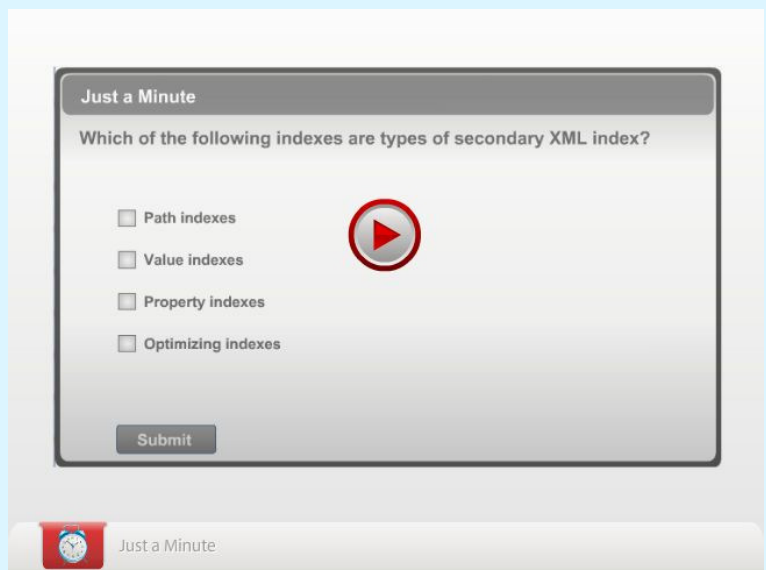 Just a Minute
Which of the following indexes are types of secondary XML index?
Path indexes
Value indexes
Property indexes
Optimizing indexes
Submit
Just a Minute